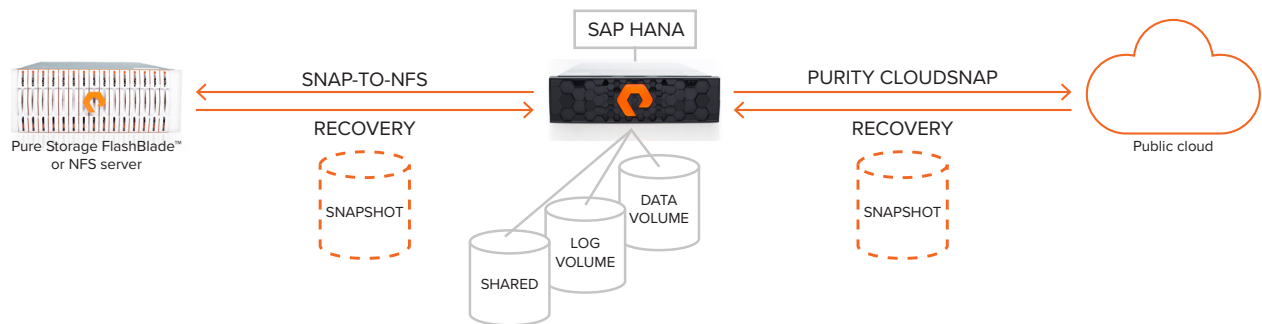 SAP HANA
SNAP-TO-NFS
RECOVERY
PURITY CLOUDSNAP
RECOVERY
Pure Storage FlashBlade™
or NFS server
Public cloud
SNAPSHOT
SHARED
LOG
VOLUME
DATA
VOLUME
SNAPSHOT